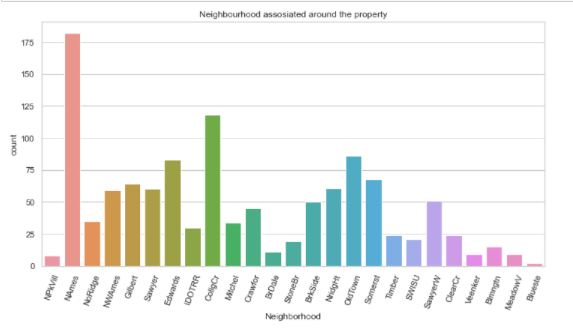 Neighbourhood assosiated around the property
count
175
150
125
100
75
50
25
0
NPkVill
NAmes
NoRidge
NWAmes
Gilbert
Sawyer
Edwards
IDOTRR
CollgCr
Mitchel
Crawfor
BrDale
StoneBr
BrkSide
NridgHt
OldTown
Somerst
Timber
SWISU
SawyerW
ClearCr
Veenker
Blmngtn
MeadowV
Blueste
Neighborhood